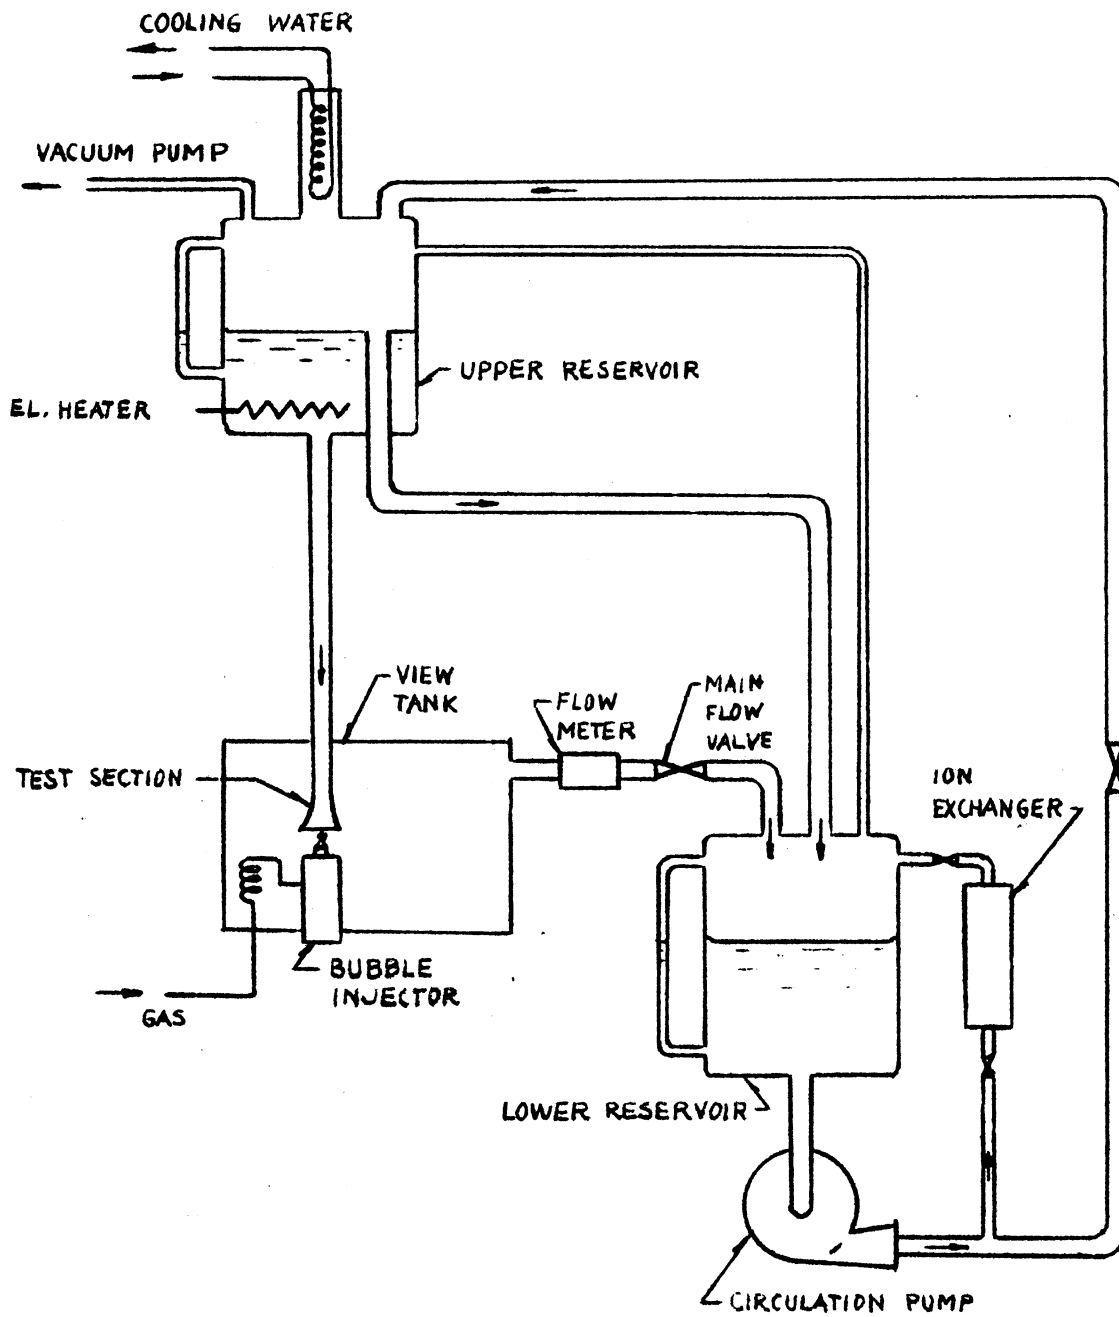 COOLING WATER
VACUUM PUMP
UPPER RESERVOIR
EL. HEATER
VIEW
TANK
FLOW
METER
MAIN
FLOW
VALVE
TEST SECTION
ION
EXCHANGER
BUBBLE
INJECTOR
GAS
LOWER RESERVOIR
CIRCULATION PUMP